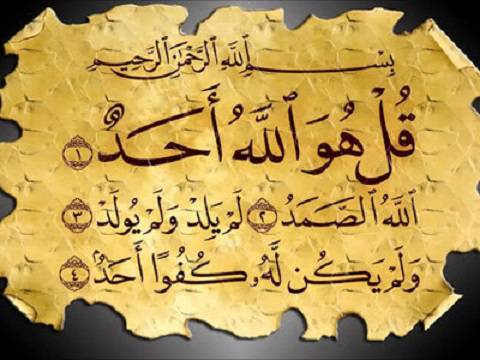 بِسْمِ ٱللَّهِ ٱلرَّحْمَٰنِ ٱلرَّحِيمِ
قُلْ هُوَ ٱللَّهُ أَحَدٌ ١
ٱللَّهُ ٱلصَّمَدُ ٢ لَمْ يَلِدْ وَلَمْ يُولَدْ ٣
وَلَمْ يَكُن لَّهُۥ كُفُوًا أَحَدٌۢ ٤